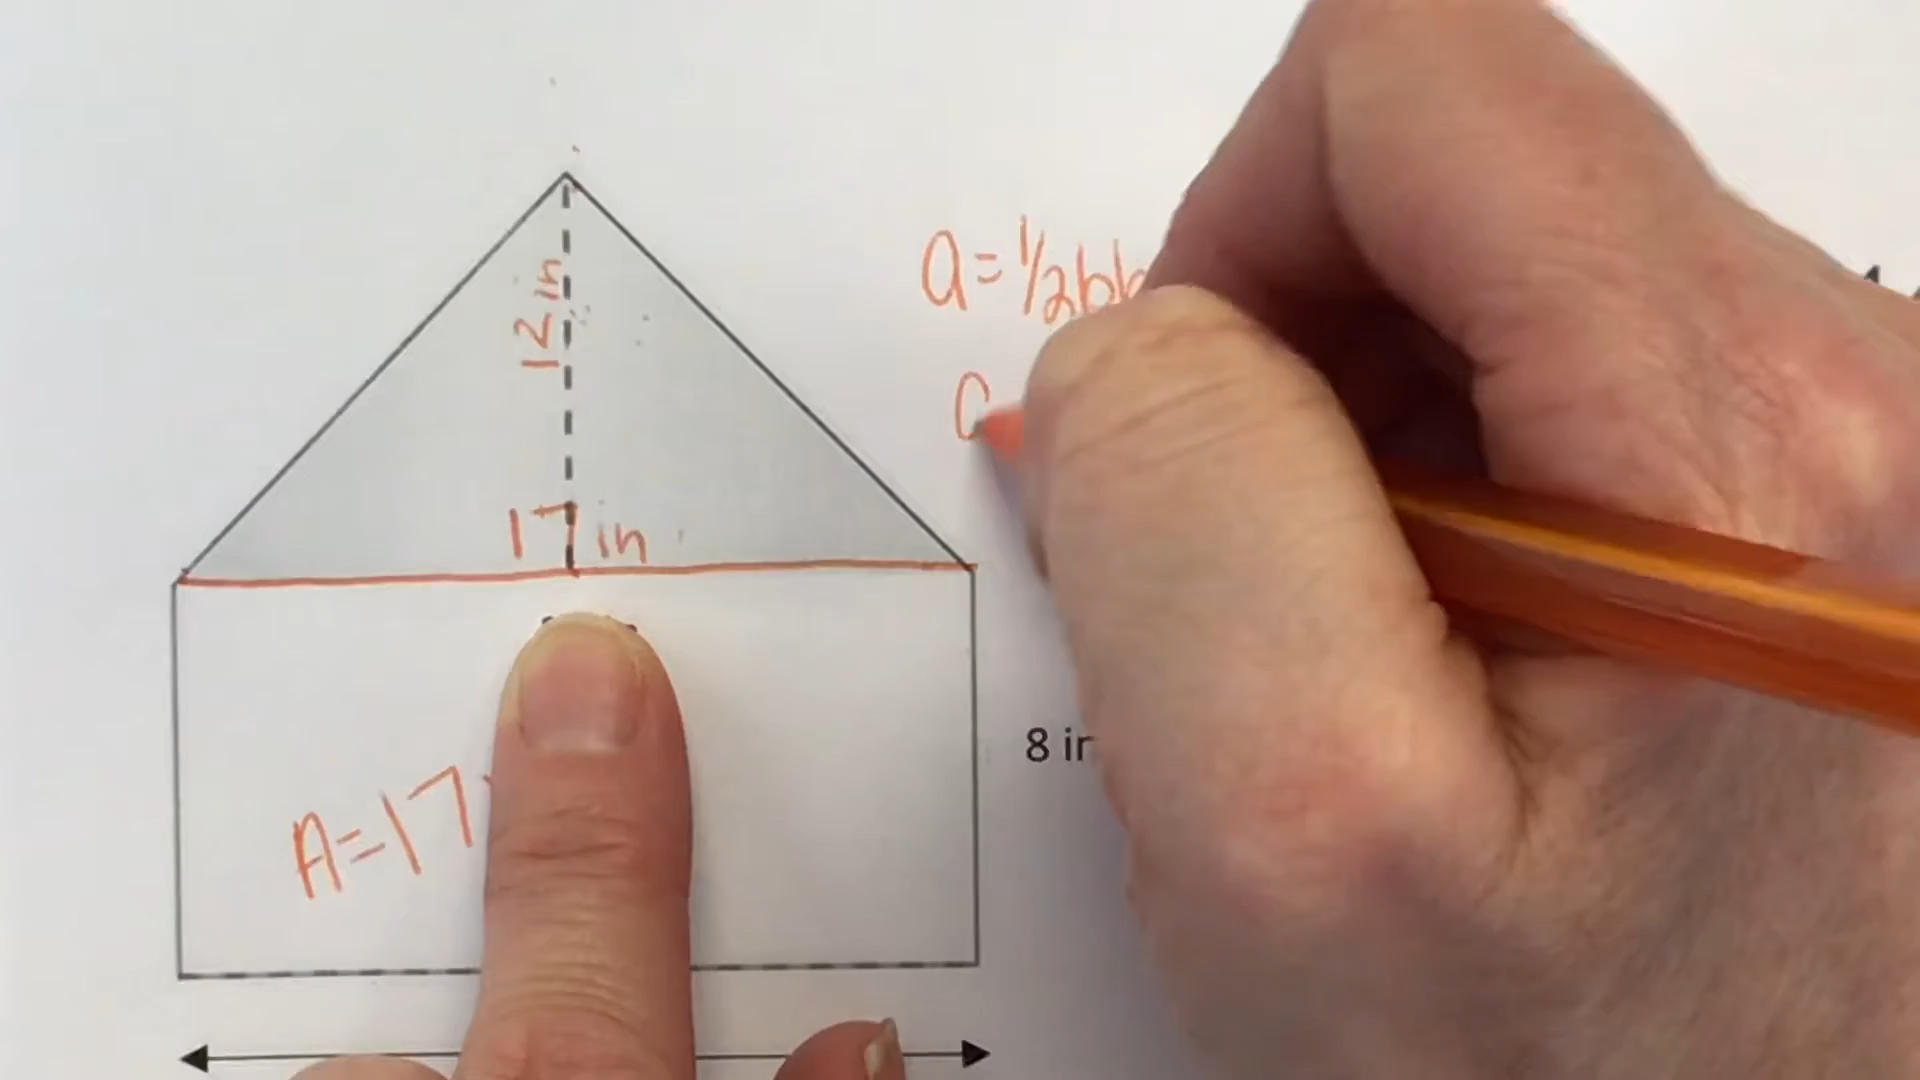 12 in
a = 1/2bh
a
17 in
8 in
A=17